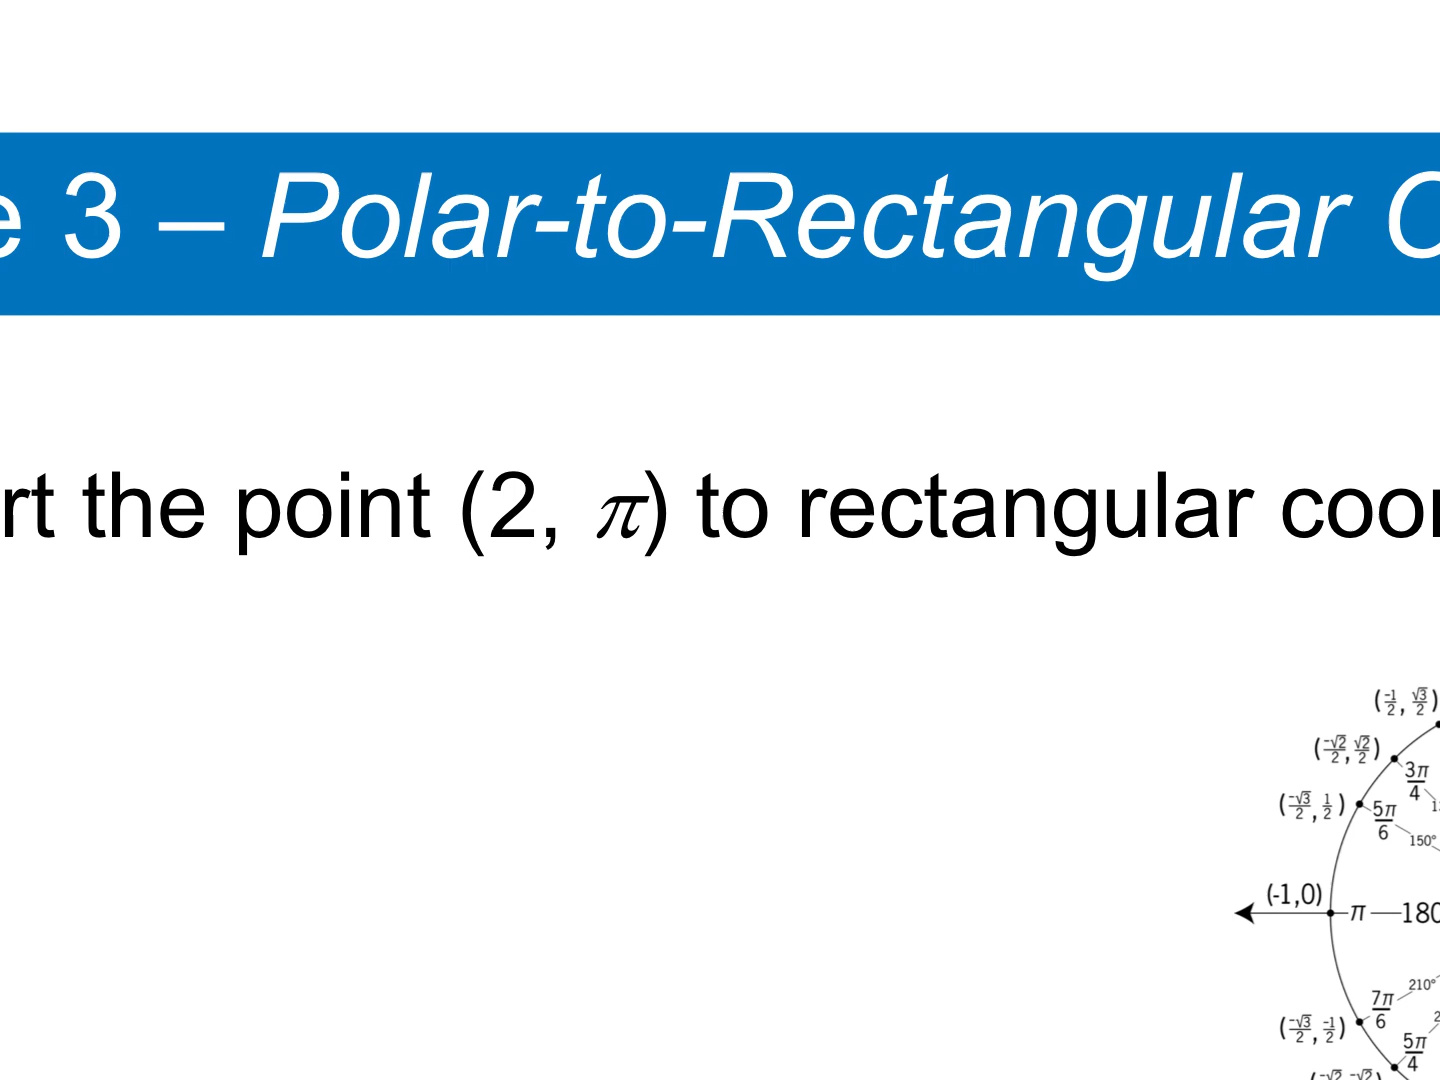 e 3 – Polar-to-Rectangular C
rt the point (2, π) to rectangular coor
(-1/2, √3/2)
(-√2/2, √2/2)
3π/4
(-√3/2, 1/2)
5π/6
150°
(-1,0)
π
180
210°
7π/6
(-√3/2, -1/2)
5π/4